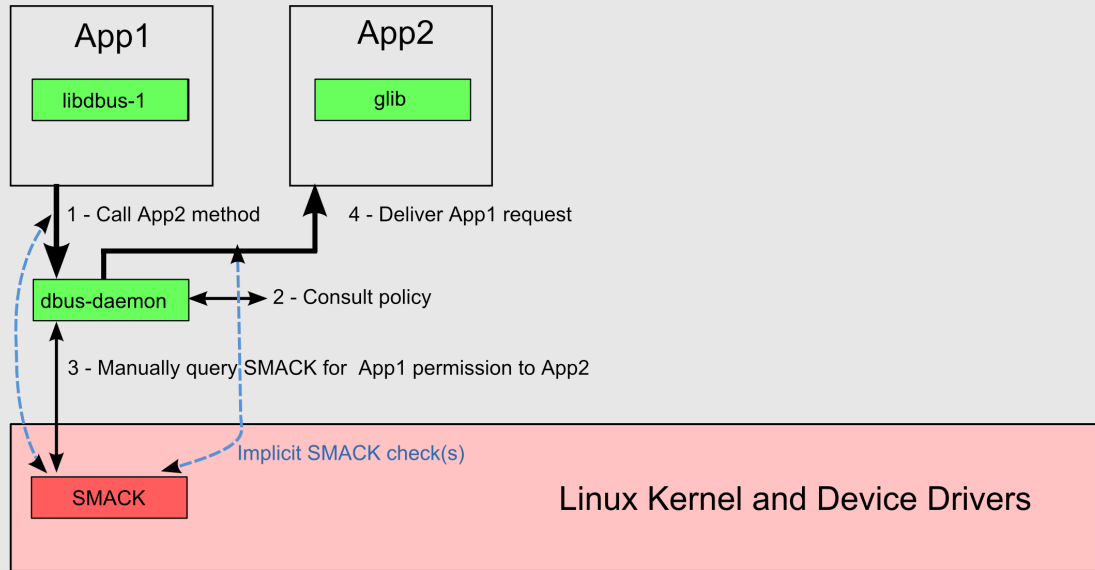 App1
App2
libdbus-1
glib
1 - Call App2 method
4 - Deliver App1 request
dbus-daemon
2 - Consult policy
3 - Manually query SMACK for  App1 permission to App2
Implicit SMACK check(s)
SMACK
Linux Kernel and Device Drivers